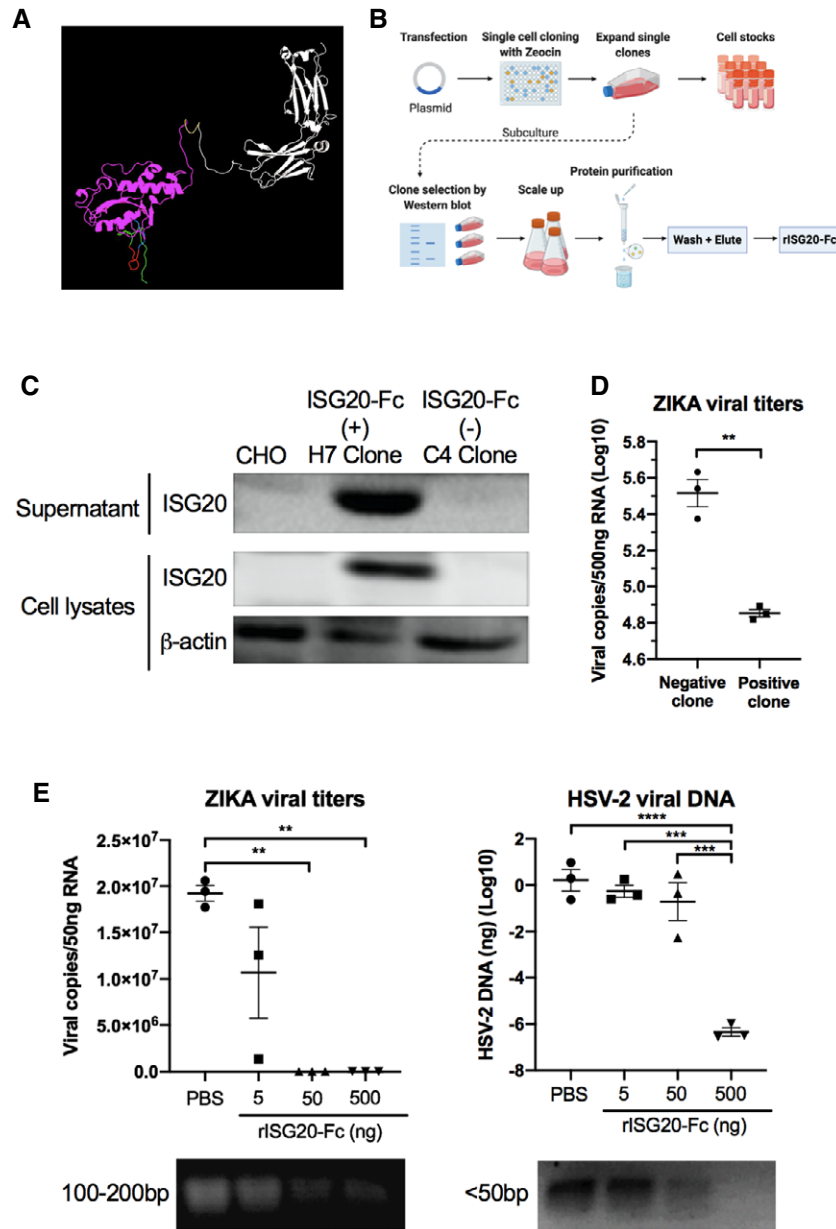 A
B
Transfection
Single cell cloning
with Zeocin
Expand single
clones
Cell stocks
Plasmid
Subculture
Clone selection by
Western blot
Scale up
Protein purification
Wash + Elute
rISG20-Fc
C
CHO
ISG20-Fc
(+)
H7 Clone
ISG20-Fc
(-)
C4 Clone
Supernatant
ISG20
Cell lysates
ISG20
β-actin
D
ZIKA viral titers
Viral copies/500ng RNA (Log10)
5.8
5.6
5.4
5.2
5.0
4.8
4.6
**
Negative
clone
Positive
clone
E
ZIKA viral titers
Viral copies/50ng RNA
2.5×10⁷
2.0×10⁷
1.5×10⁷
1.0×10⁷
5.0×10⁶
0.0
**
**
PBS
5
50
500
rISG20-Fc (ng)
100-200bp
HSV-2 viral DNA
HSV-2 DNA (ng) (Log10)
2
0
-2
-4
-6
-8
****
***
***
PBS
5
50
500
rISG20-Fc (ng)
<50bp